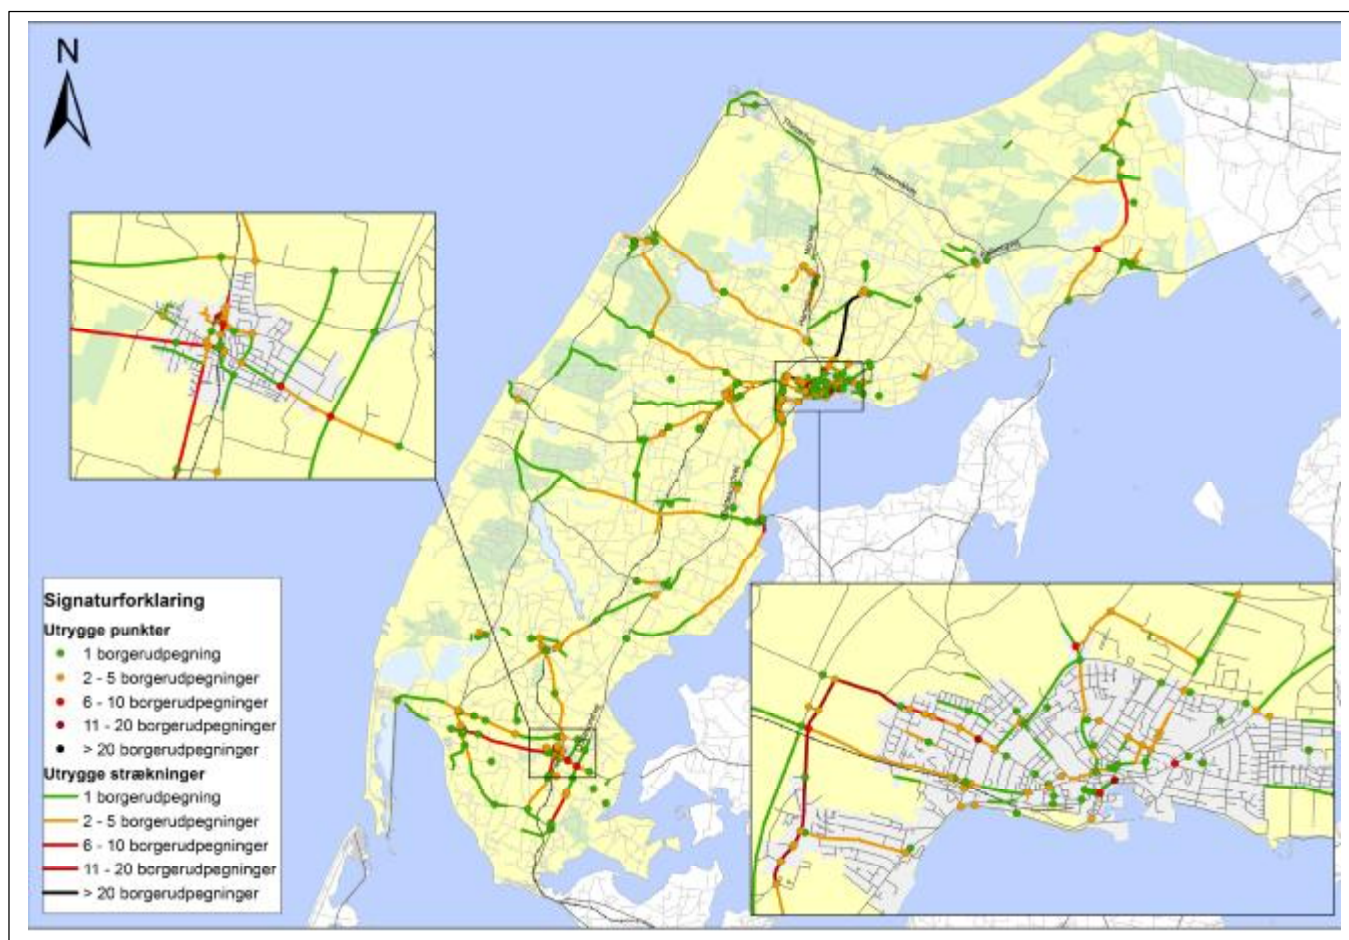 N
Signaturforklaring
Utrygge punkter
1 borgerudpegning
2 - 5 borgerudpegninger
6 - 10 borgerudpegninger
11 - 20 borgerudpegninger
> 20 borgerudpegninger
Utrygge strækninger
1 borgerudpegning
2 - 5 borgerudpegninger
6 - 10 borgerudpegninger
11 - 20 borgerudpegninger
> 20 borgerudpegninger